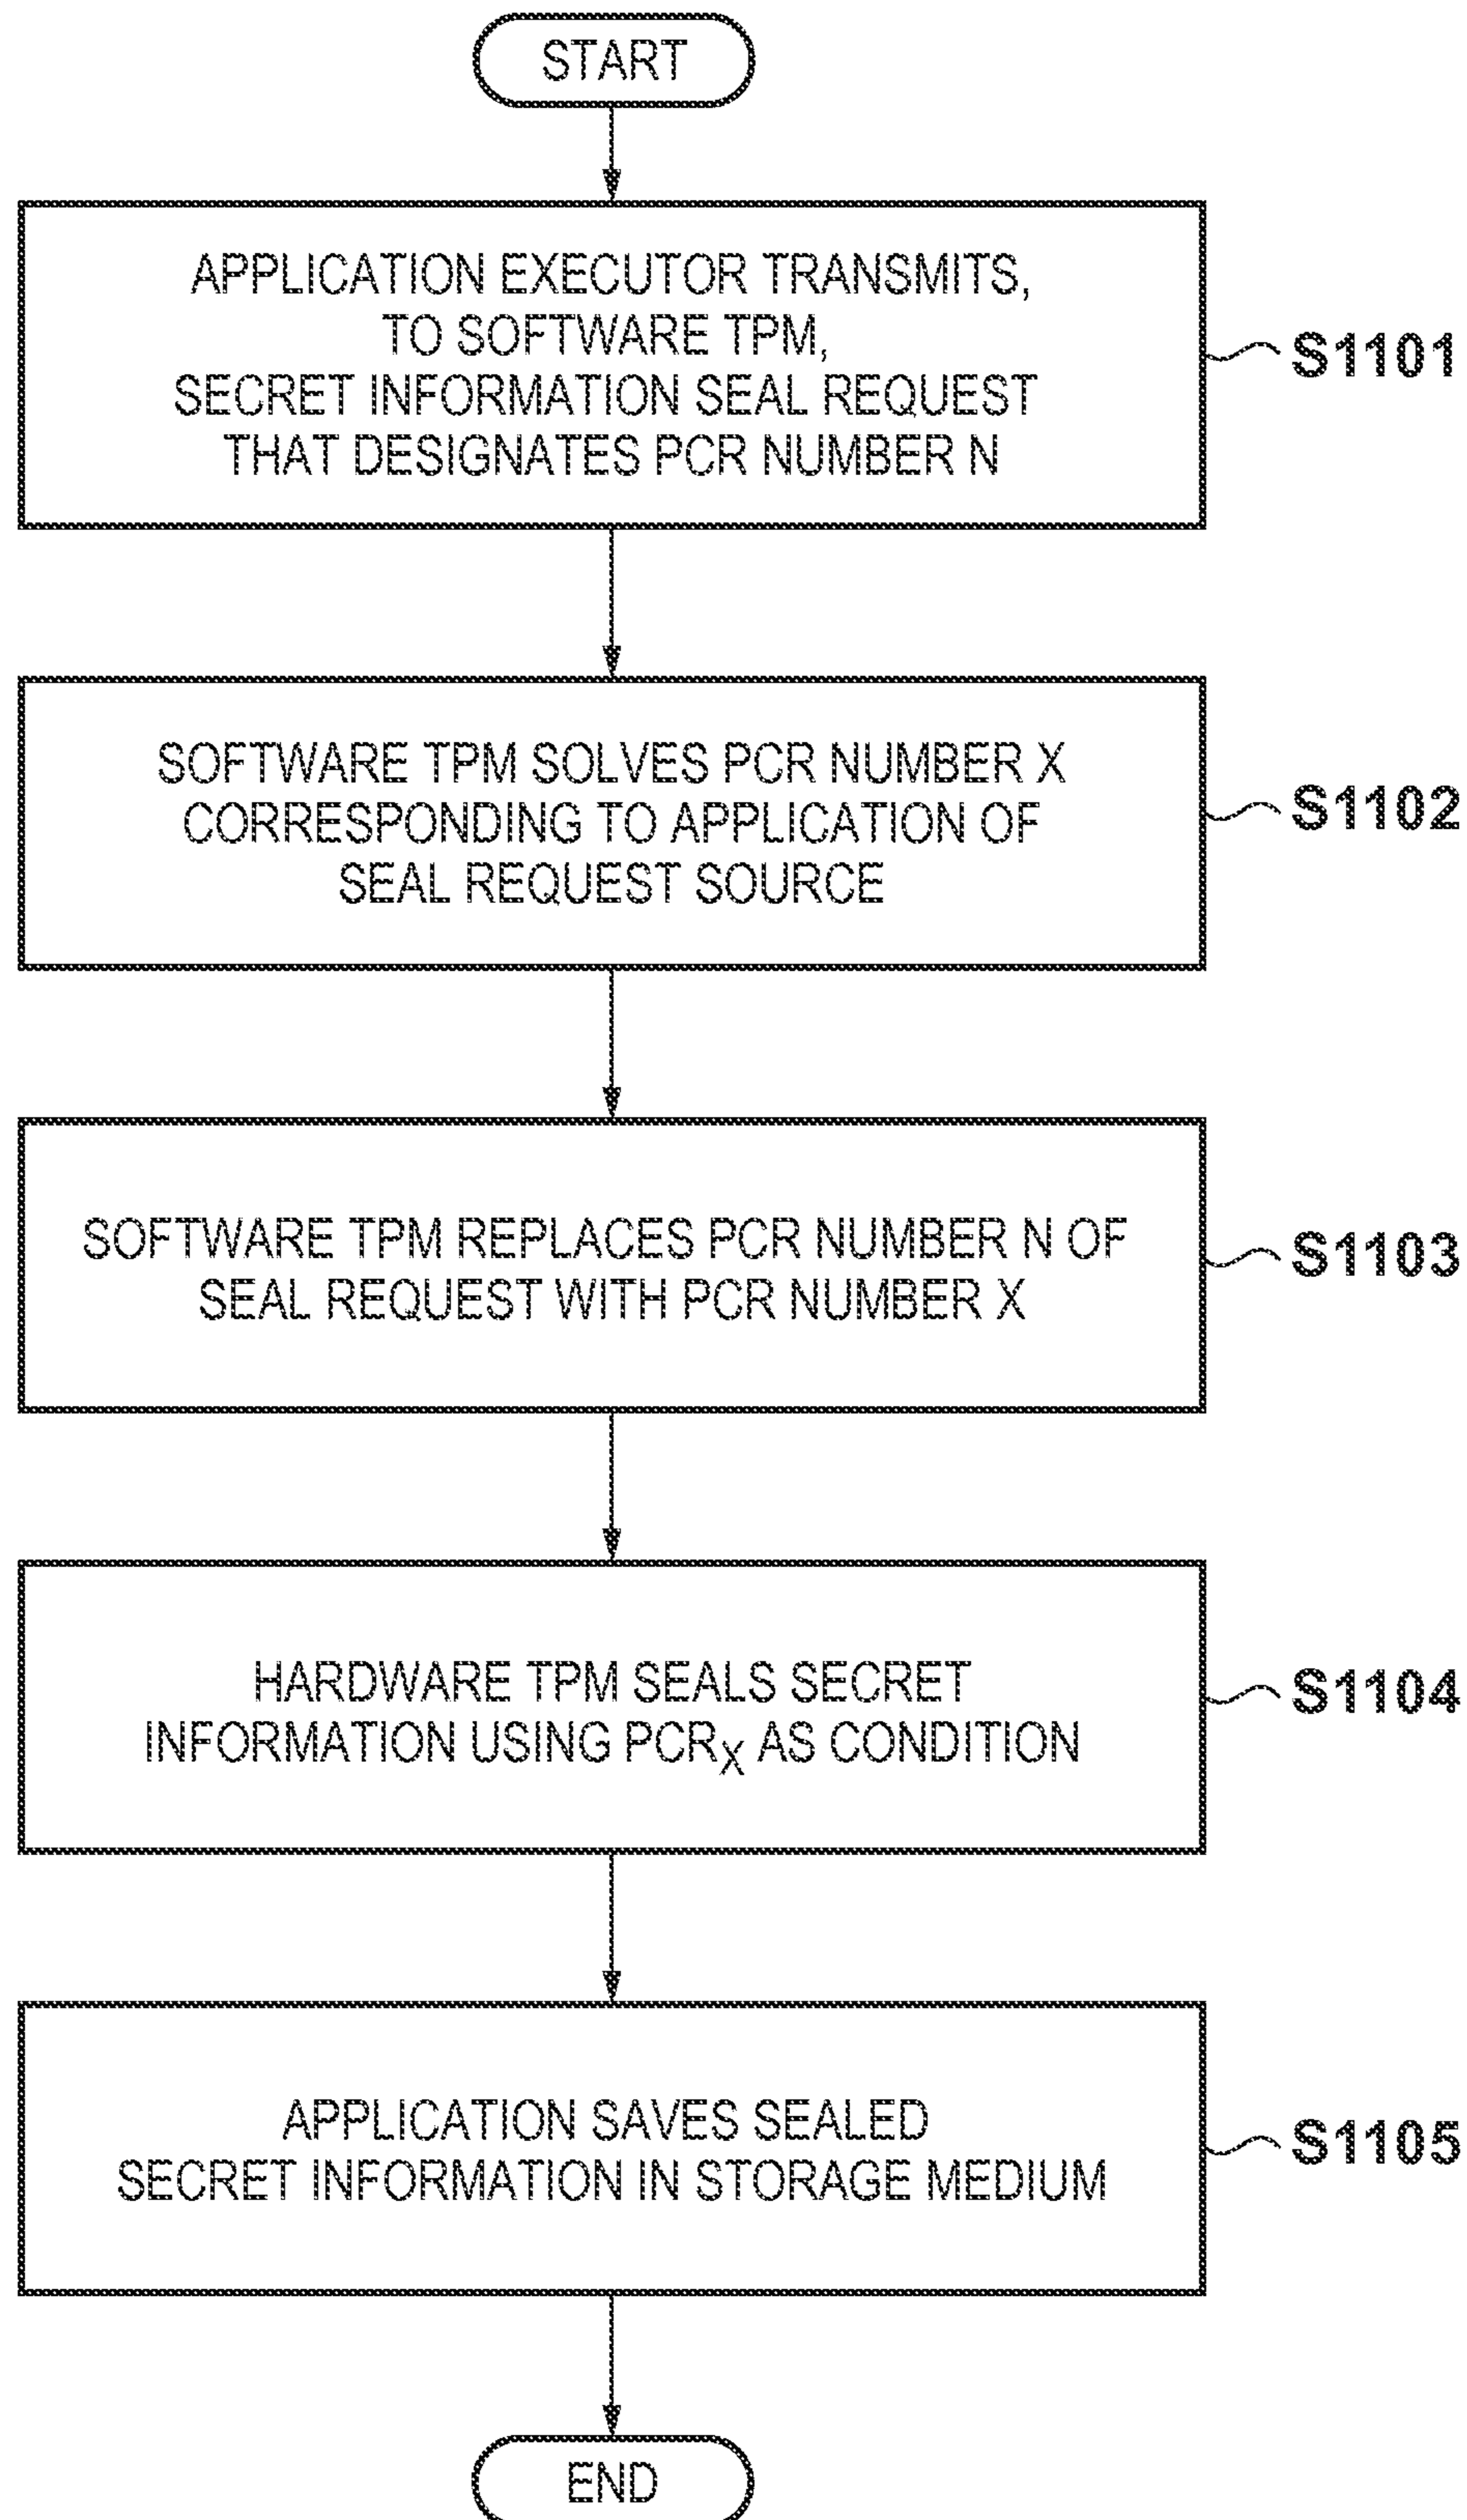 START
APPLICATION EXECUTOR TRANSMITS,
TO SOFTWARE TPM,
SECRET INFORMATION SEAL REQUEST
THAT DESIGNATES PCR NUMBER N
S1101
SOFTWARE TPM SOLVES PCR NUMBER X
CORRESPONDING TO APPLICATION OF
SEAL REQUEST SOURCE
S1102
SOFTWARE TPM REPLACES PCR NUMBER N OF
SEAL REQUEST WITH PCR NUMBER X
S1103
HARDWARE TPM SEALS SECRET
INFORMATION USING PCRX AS CONDITION
S1104
APPLICATION SAVES SEALED
SECRET INFORMATION IN STORAGE MEDIUM
S1105
END